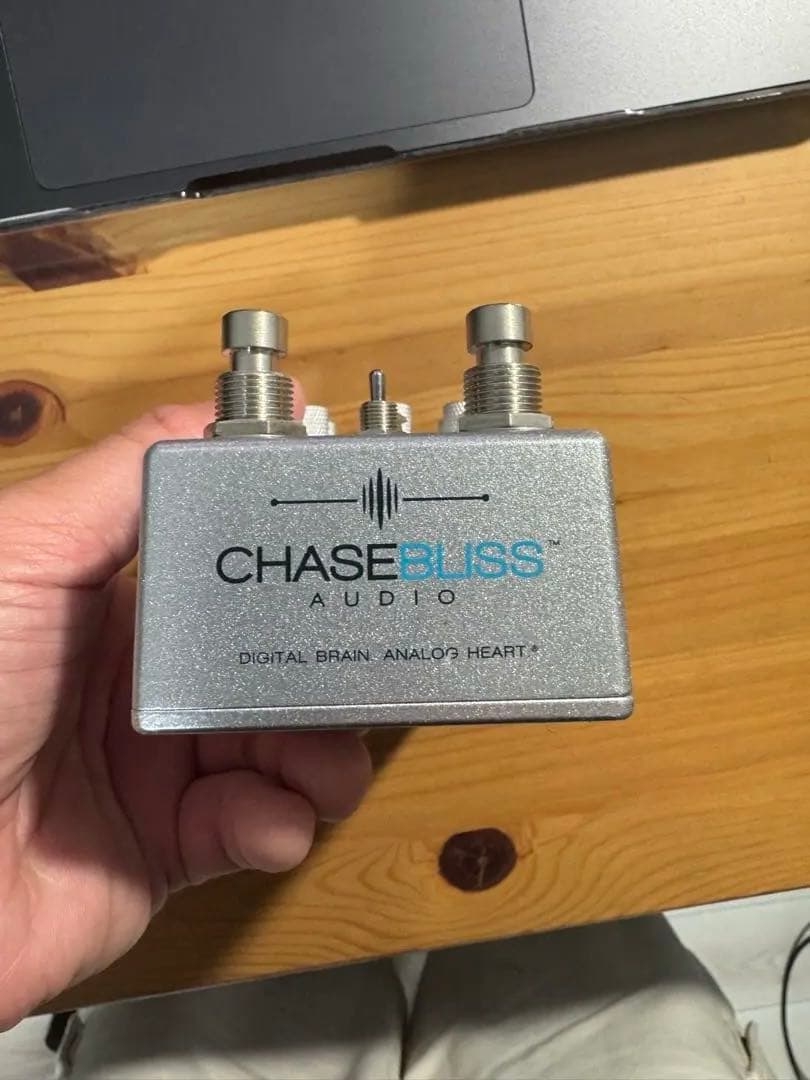 CHASEBLISS™
AUDIO
DIGITAL BRAIN ANALOG HEART®